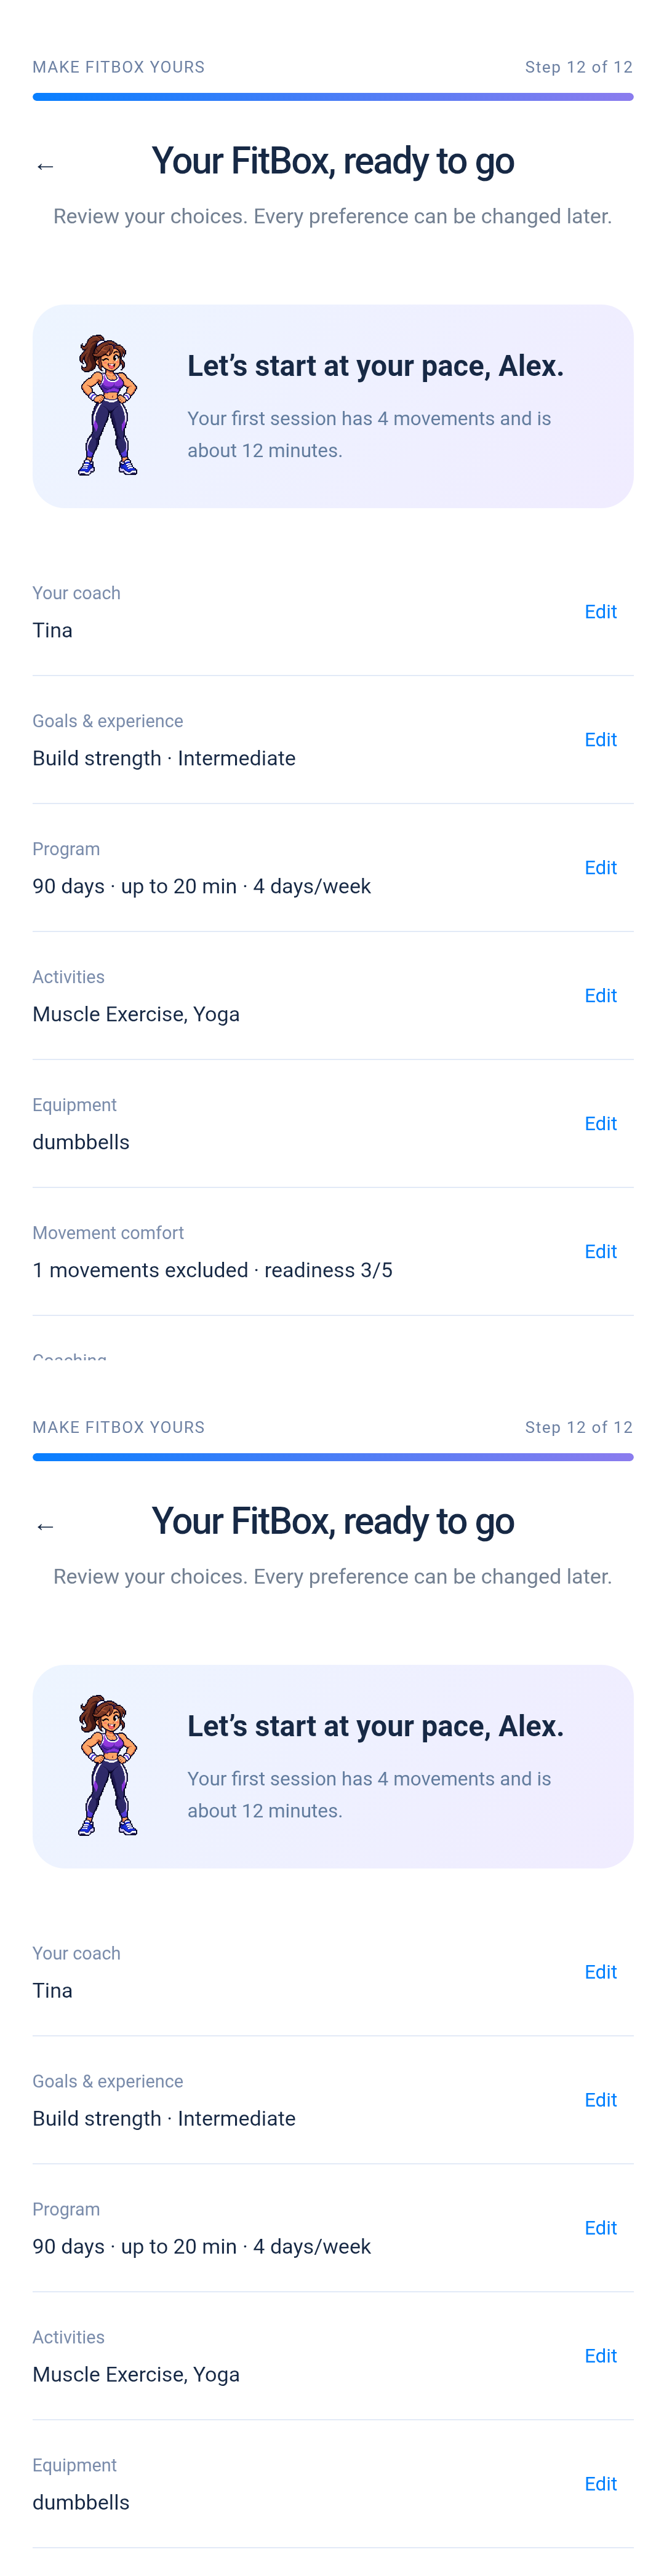 MAKE FITBOX YOURS
Step 12 of 12
←
Your FitBox, ready to go
Review your choices. Every preference can be changed later.
Let’s start at your pace, Alex.
Your first session has 4 movements and is
about 12 minutes.
Your coach
Tina
Edit
Goals & experience
Build strength · Intermediate
Edit
Program
90 days · up to 20 min · 4 days/week
Edit
Activities
Muscle Exercise, Yoga
Edit
Equipment
dumbbells
Edit
Movement comfort
1 movements excluded · readiness 3/5
Edit
Coaching
MAKE FITBOX YOURS
Step 12 of 12
←
Your FitBox, ready to go
Review your choices. Every preference can be changed later.
Let’s start at your pace, Alex.
Your first session has 4 movements and is
about 12 minutes.
Your coach
Tina
Edit
Goals & experience
Build strength · Intermediate
Edit
Program
90 days · up to 20 min · 4 days/week
Edit
Activities
Muscle Exercise, Yoga
Edit
Equipment
dumbbells
Edit